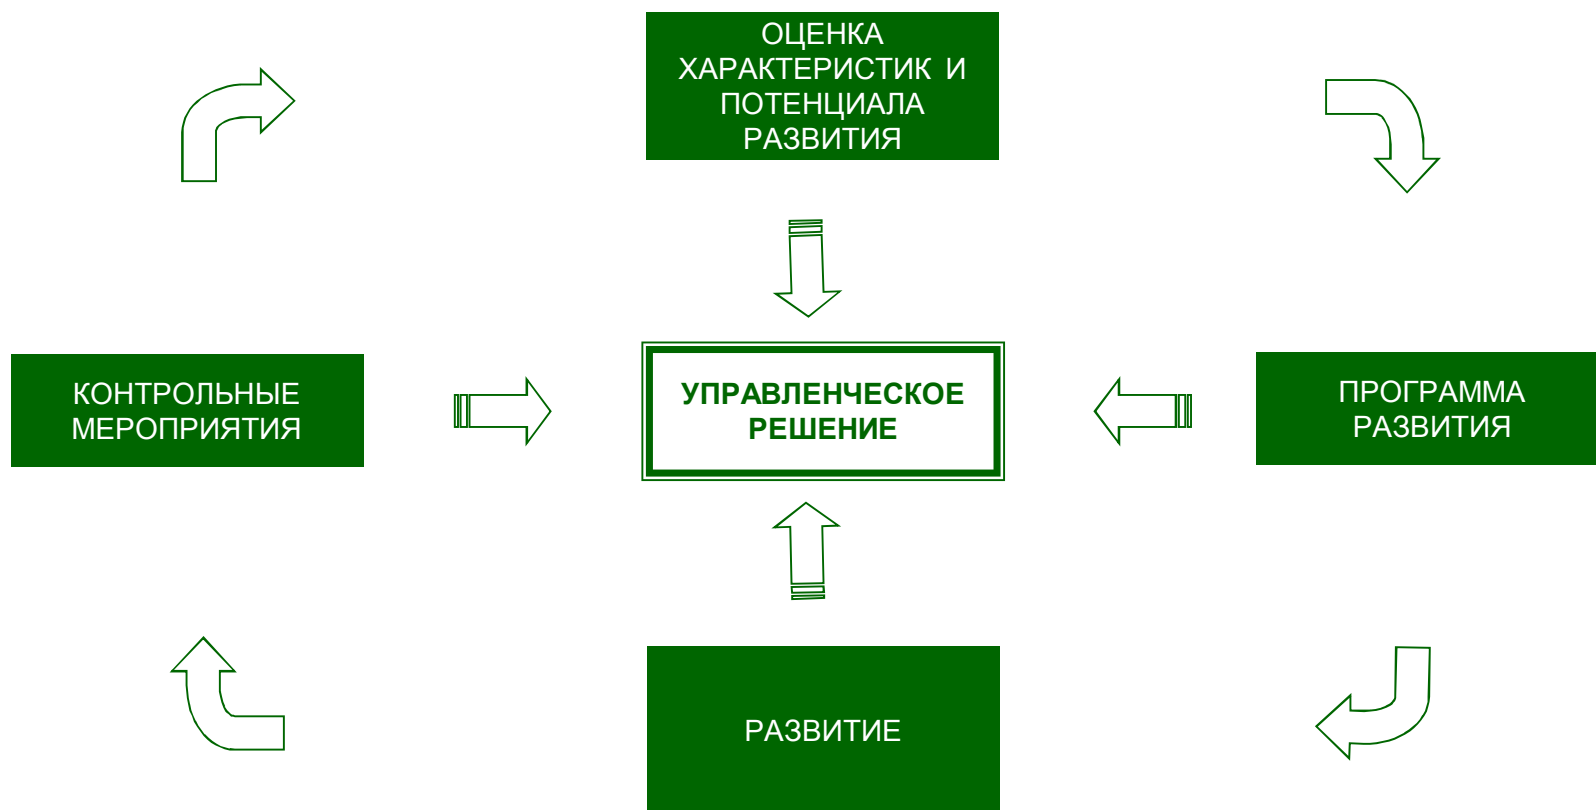 ОЦЕНКА
ХАРАКТЕРИСТИК И
ПОТЕНЦИАЛА
РАЗВИТИЯ
КОНТРОЛЬНЫЕ
МЕРОПРИЯТИЯ
УПРАВЛЕНЧЕСКОЕ
РЕШЕНИЕ
ПРОГРАММА
РАЗВИТИЯ
РАЗВИТИЕ